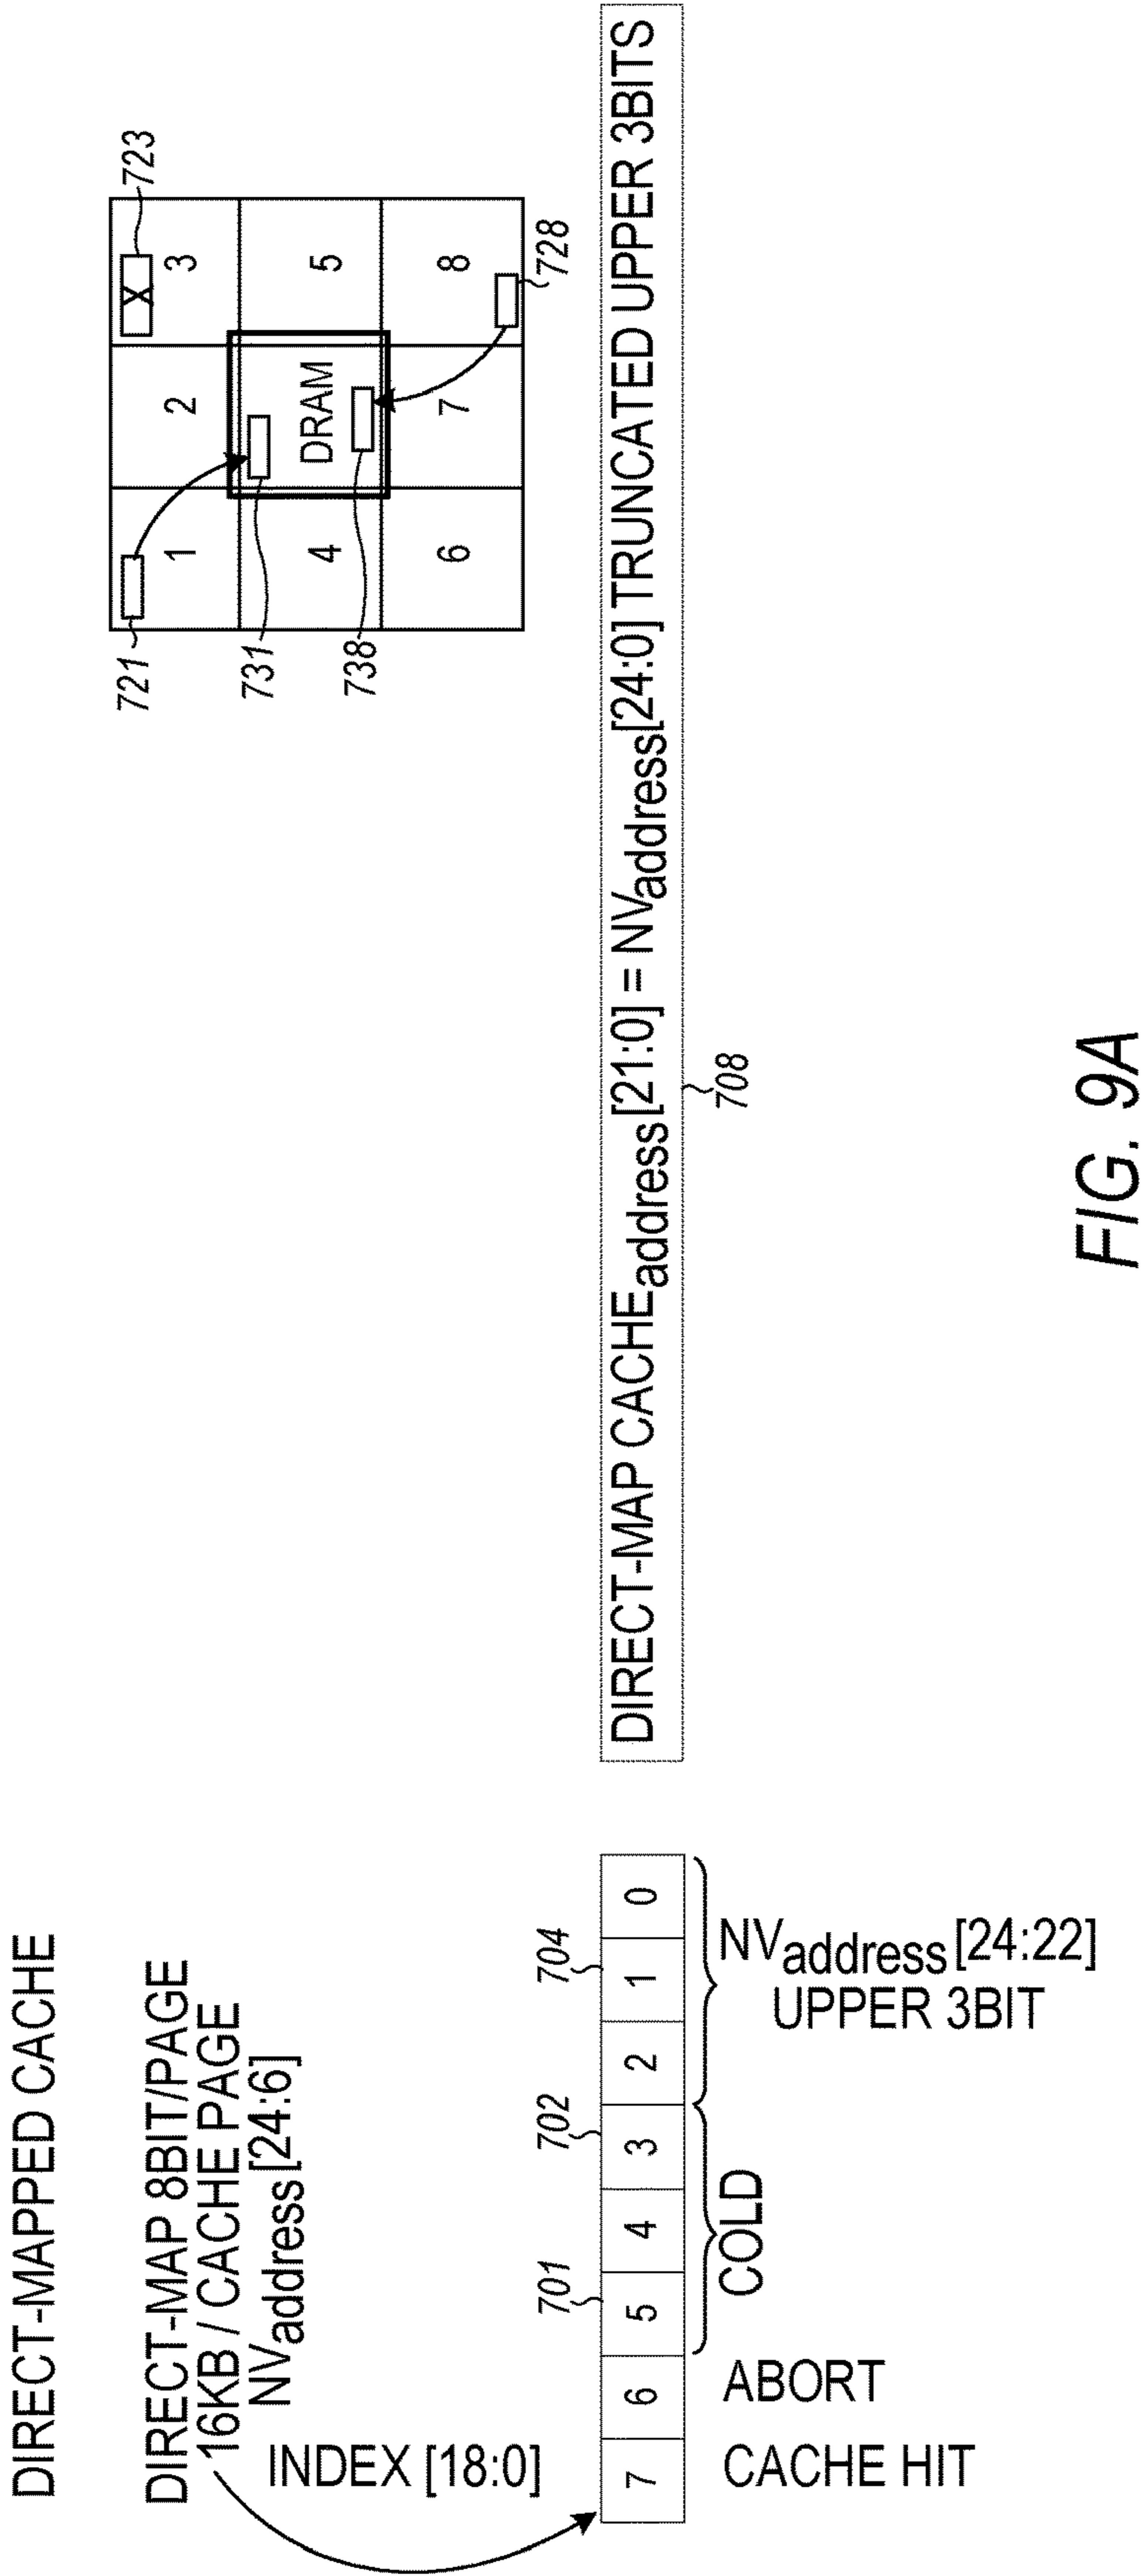 DIRECT-MAPPED CACHE
DIRECT-MAP 8BIT/PAGE
16KB / CACHE PAGE
NVaddress[24:6]
INDEX [18:0]
701
702
704
7 6 5 4 3 2 1 0
CACHE HIT
ABORT
COLD
NVaddress[24:22]
UPPER 3BIT
DIRECT-MAP CACHEaddress[21:0] = NVaddress[24:0] TRUNCATED UPPER 3BITS
708
721
723
1 2 3
731
4 DRAM 5
738
6 7 8
728
X
FIG. 9A